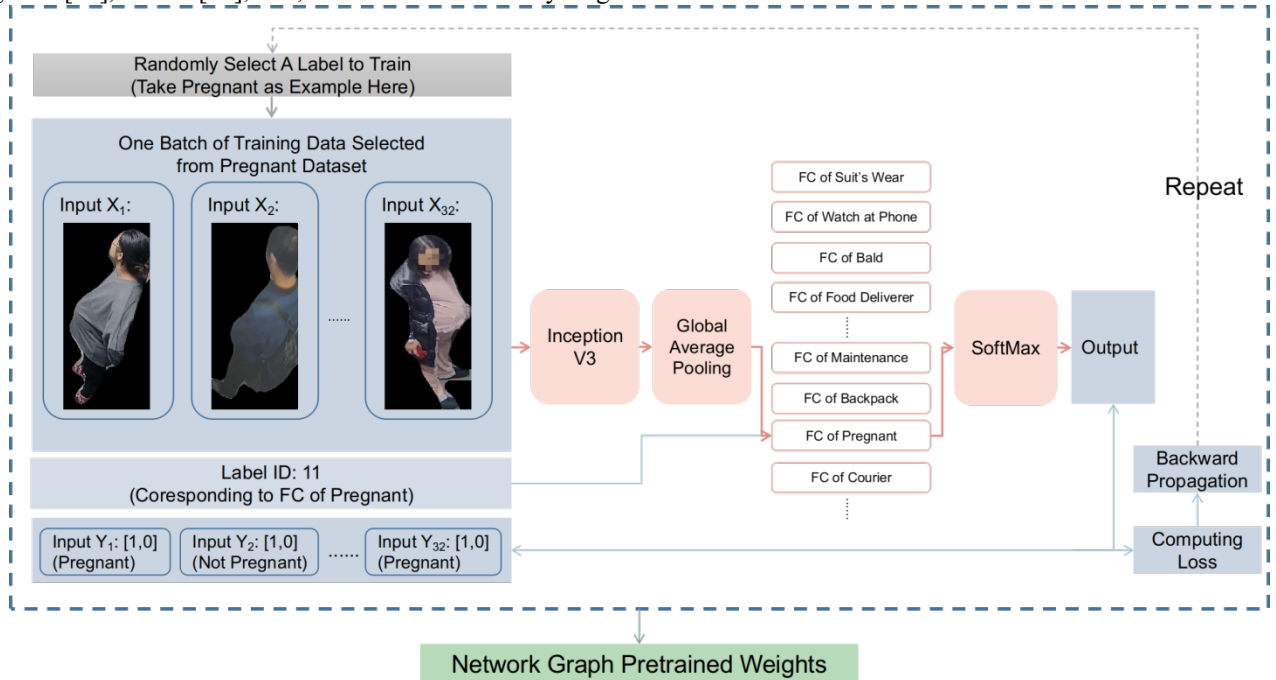 Randomly Select A Label to Train
(Take Pregnant as Example Here)
One Batch of Training Data Selected
from Pregnant Dataset
Input X1:
Input X2:
......
Input X32:
Label ID: 11
(Coresponding to FC of Pregnant)
Input Y1: [1,0]
(Pregnant)
Input Y2: [1,0]
(Not Pregnant)
......
Input Y32: [1,0]
(Pregnant)
Inception
V3
Global
Average
Pooling
FC of Suit's Wear
FC of Watch at Phone
FC of Bald
FC of Food Deliverer
FC of Maintenance
FC of Backpack
FC of Pregnant
FC of Courier
SoftMax
Output
Repeat
Backward
Propagation
Computing
Loss
Network Graph Pretrained Weights